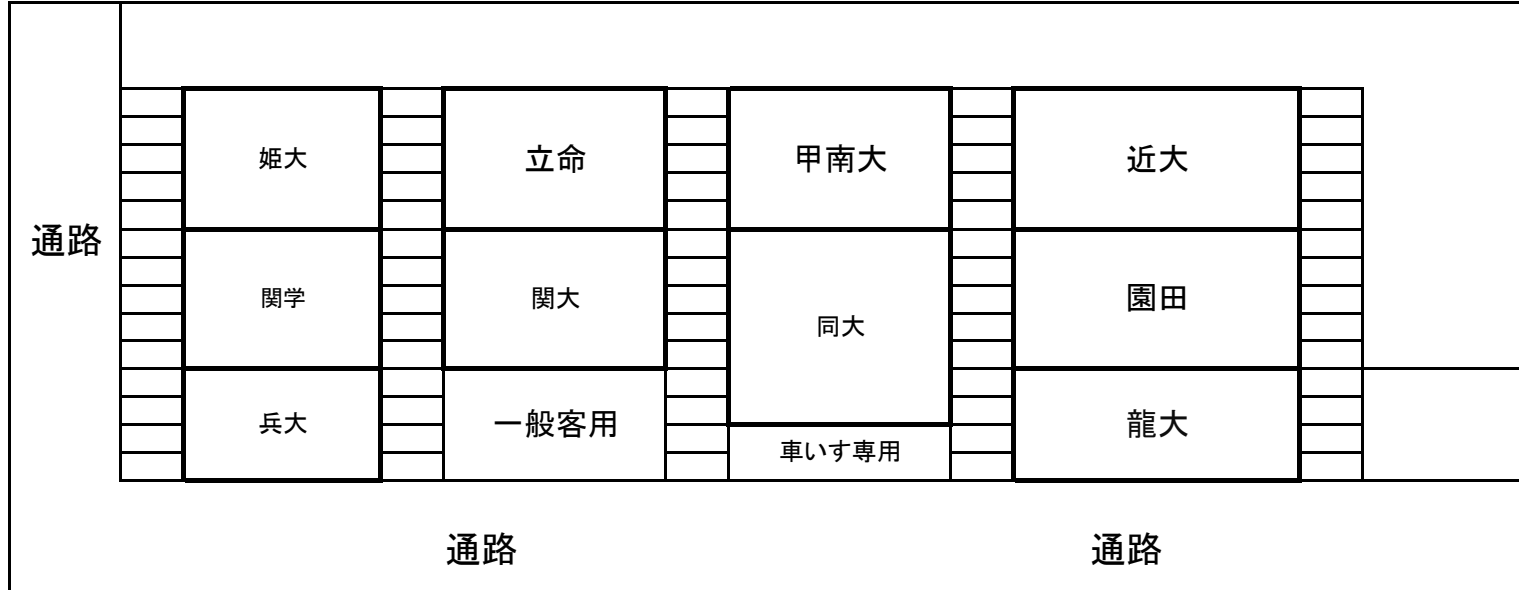 姫大
立命
甲南大
近大
通路
関学
関大
同大
園田
兵大
一般客用
車いす専用
龍大
通路
通路